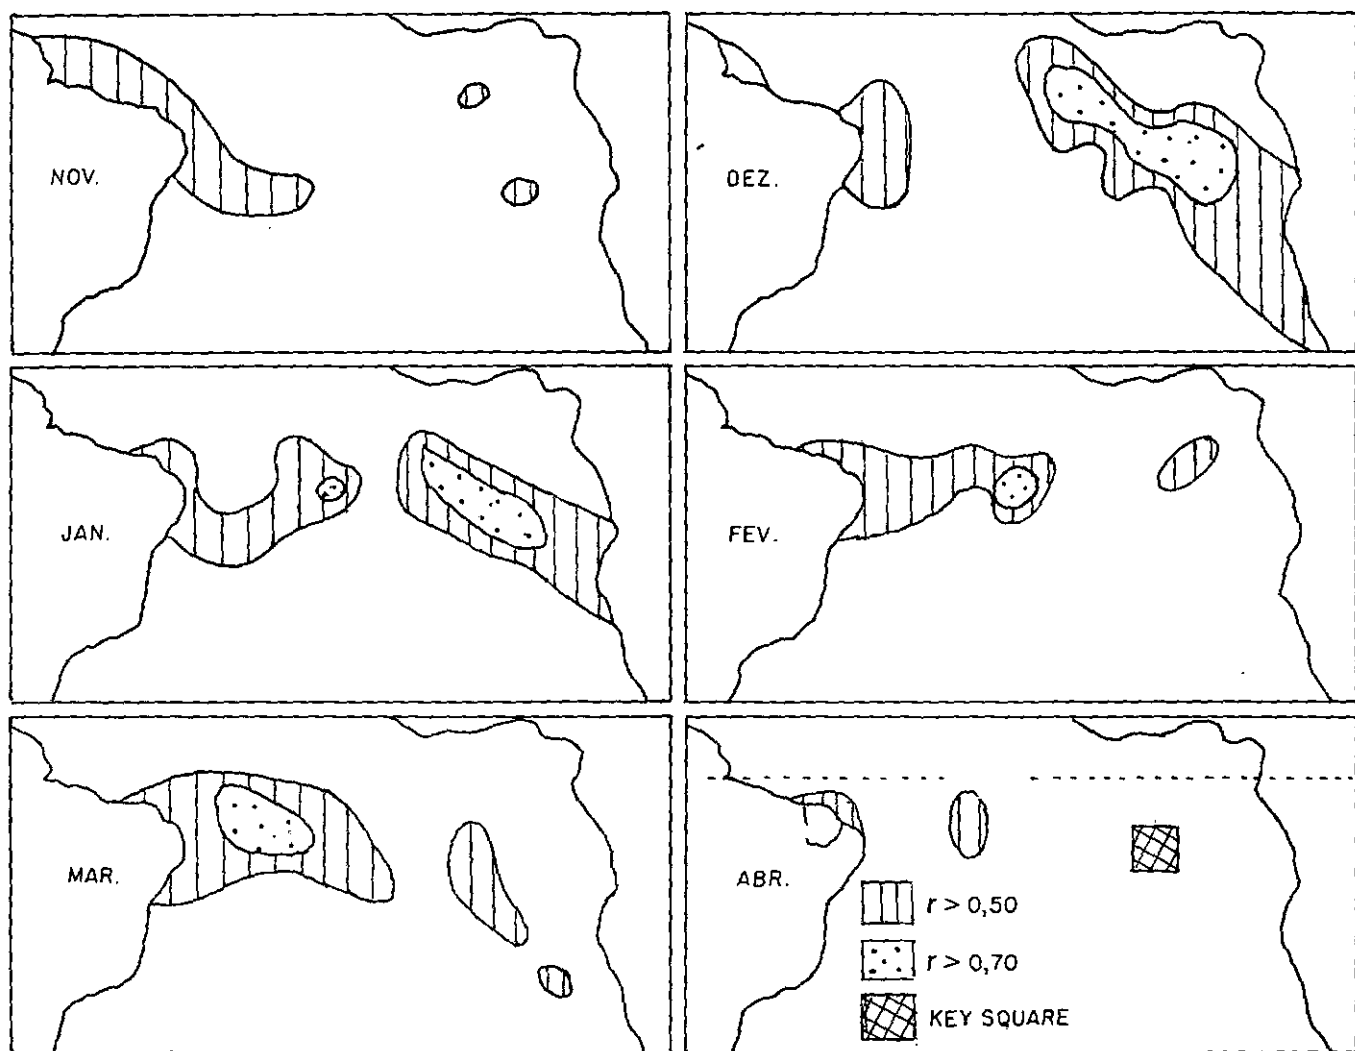 NOV.
DEZ.
JAN.
FEV.
MAR.
ABR.
r > 0,50
r > 0,70
KEY SQUARE